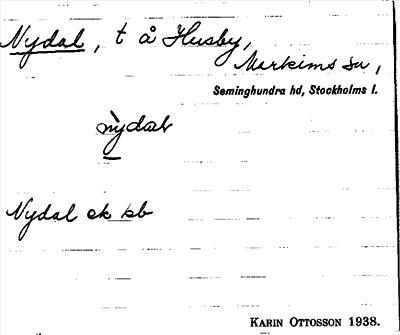 Nydal, t å Husby,
Markims sn,
Seminghundra hd, Stockholms l.
nỳdal
Nydal ek kb
KARIN OTTOSSON 1938.